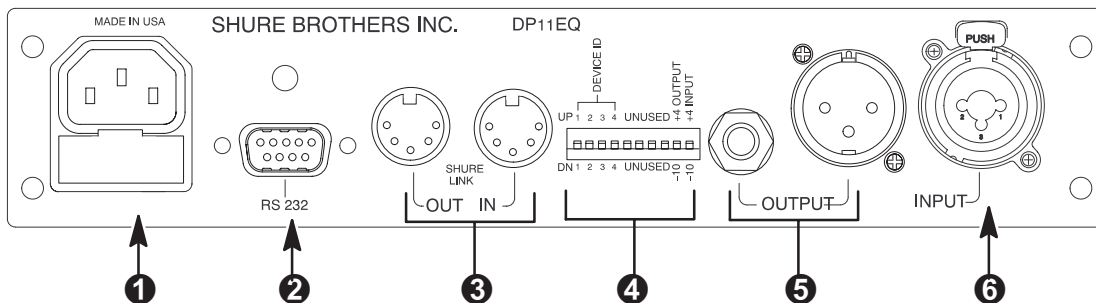 MADE IN USA
SHURE BROTHERS INC.
DP11EQ
PUSH
DEVICE ID
+4 OUTPUT
+4 INPUT
UP 1 2 3 4 UNUSED
DN 1 2 3 4 UNUSED
–10
–10
2 1
3
SHURE
LINK
OUT IN
RS 232
OUTPUT
INPUT
1 2 3 4 5 6